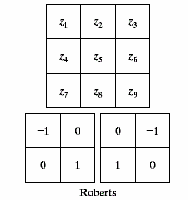 z1 z2 z3
z4 z5 z6
z7 z8 z9
−1 0 0 −1
0 1 1 0
Roberts